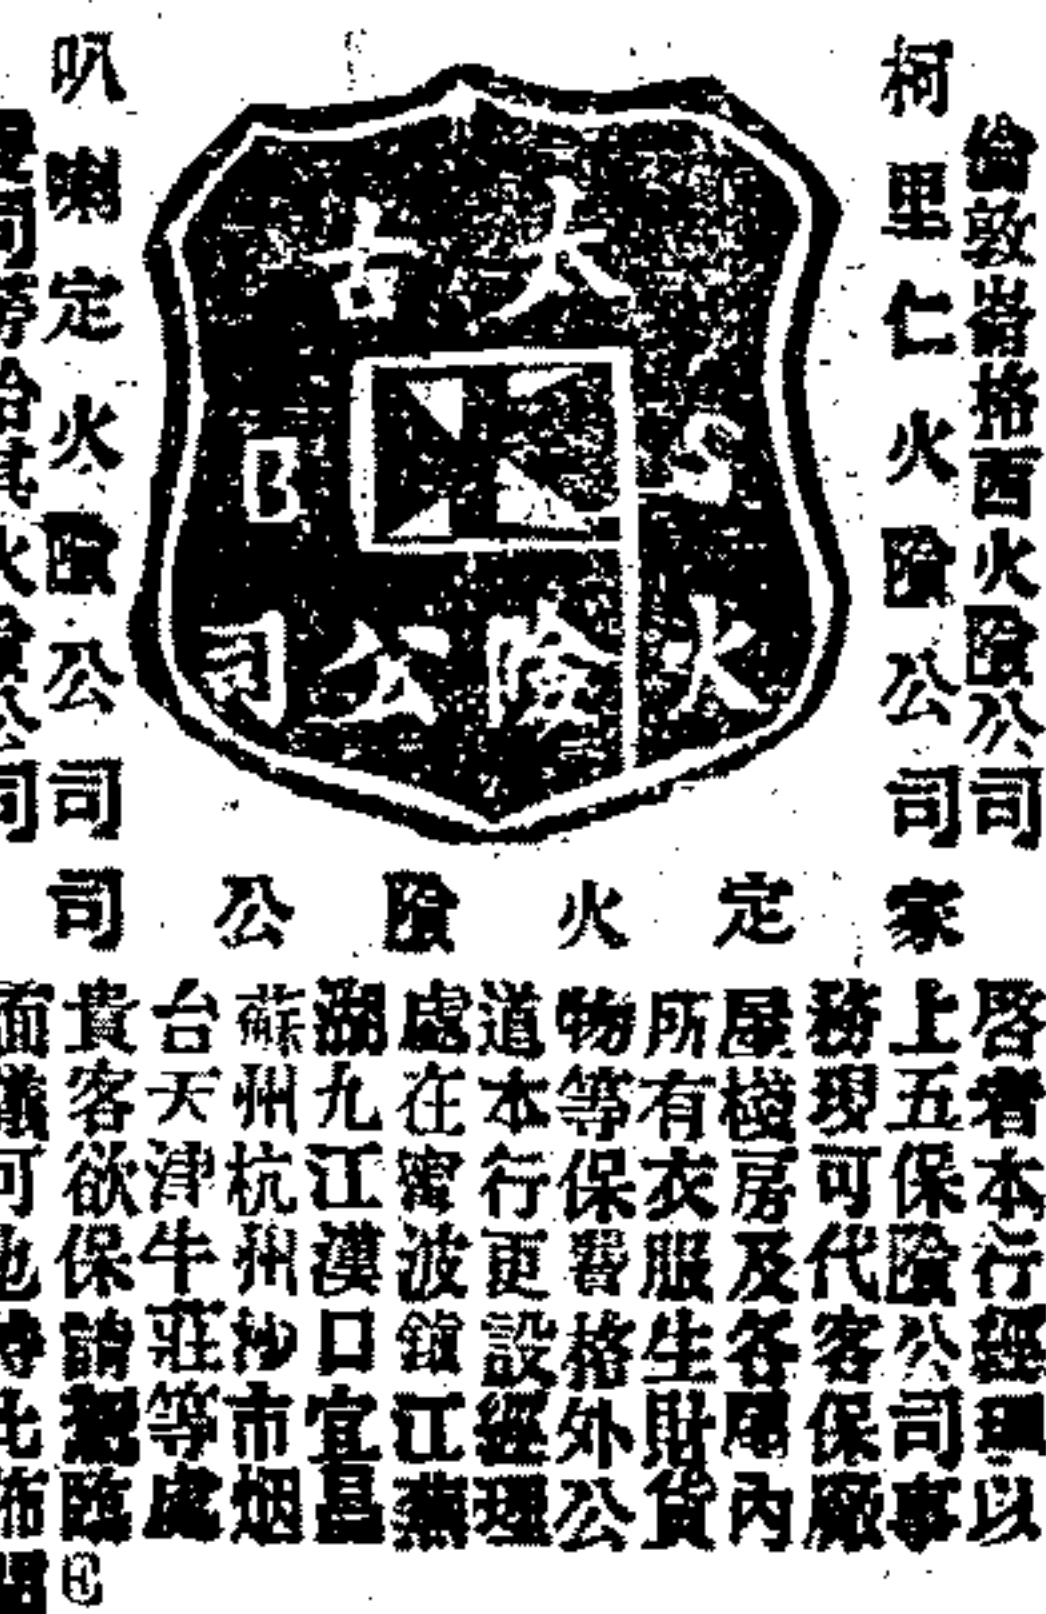 倫敦嵜格西火險公司
柯里仁火險公司
太古
S B
火險公司
叭喇定火險公司
家定火險公司
啓者本行經理以
上五保險公司事
務現可代客保廠
屋棧房及各屋內
所有衣服生財貨
物等保費格外公
道本行更設經理
處在甯波鎮江蕪
湖九江漢口宜昌
蘇州杭州沙市烟
台天津牛莊等處
貴客欲保請移臨
面議可也特此佈聞